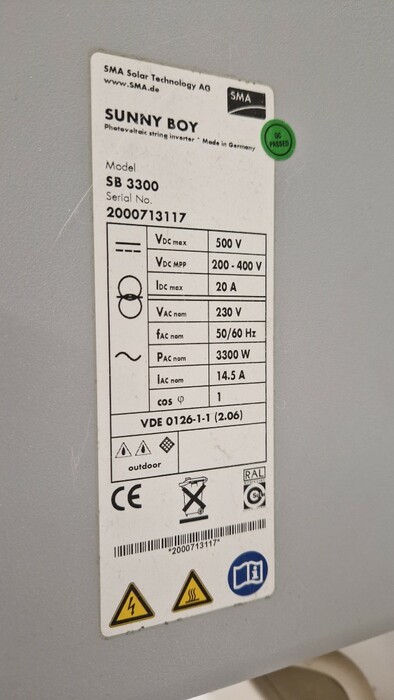 SMA Solar Technology AG
www.SMA.de
SMA
SUNNY BOY
Photovoltaic string inverter - Made in Germany
QC
PASSED
Model
SB 3300
Serial No.
2000713117
VDC max 500 V
VDC MPP 200 - 400 V
IDC max 20 A
VAC nom 230 V
fAC nom 50/60 Hz
PAC nom 3300 W
IAC nom 14.5 A
cos φ 1
VDE 0126-1-1 (2.06)
outdoor
CE
RAL
*2000713117*